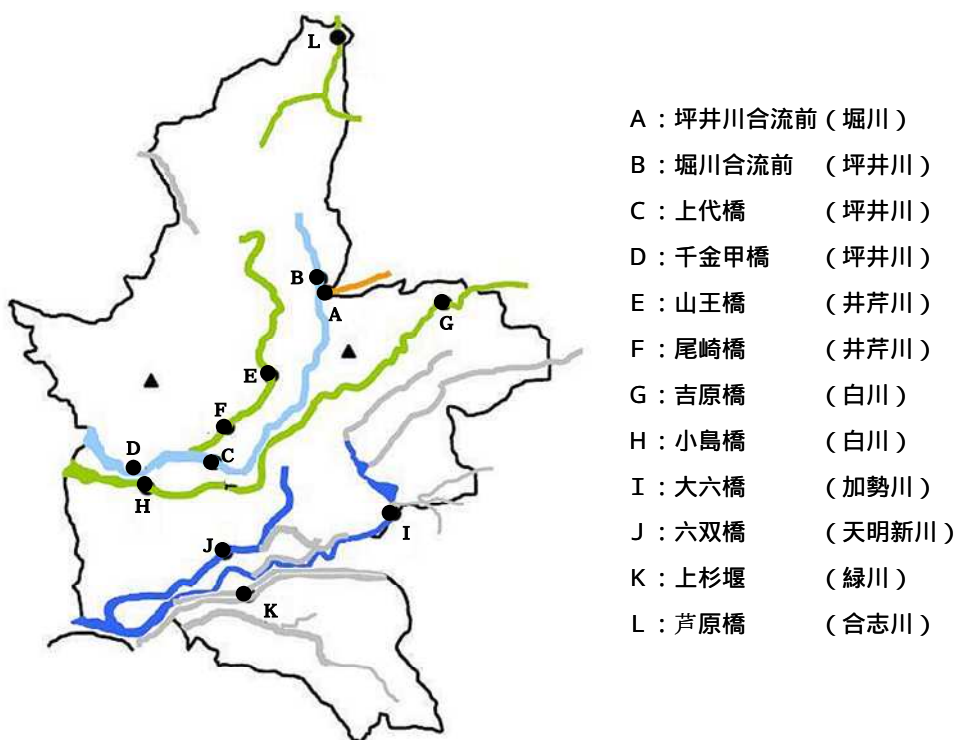 L
B
A
G
E
F
D
C
H
I
J
K
A：坪井川合流前（堀川）
B：堀川合流前（坪井川）
C：上代橋（坪井川）
D：千金甲橋（坪井川）
E：山王橋（井芹川）
F：尾崎橋（井芹川）
G：吉原橋（白川）
H：小島橋（白川）
I：大六橋（加勢川）
J：六双橋（天明新川）
K：上杉堰（緑川）
L：芦原橋（合志川）